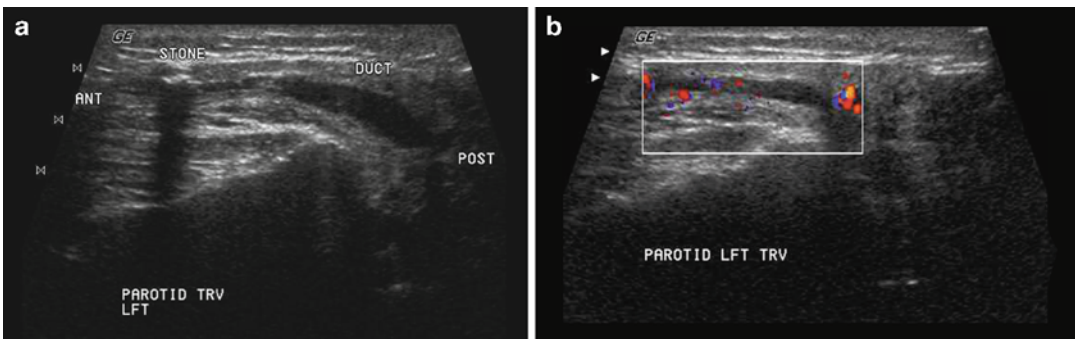 a
GE
STONE
DUCT
ANT
POST
PAROTID TRV
LFT
b
GE
PAROTID LFT TRV